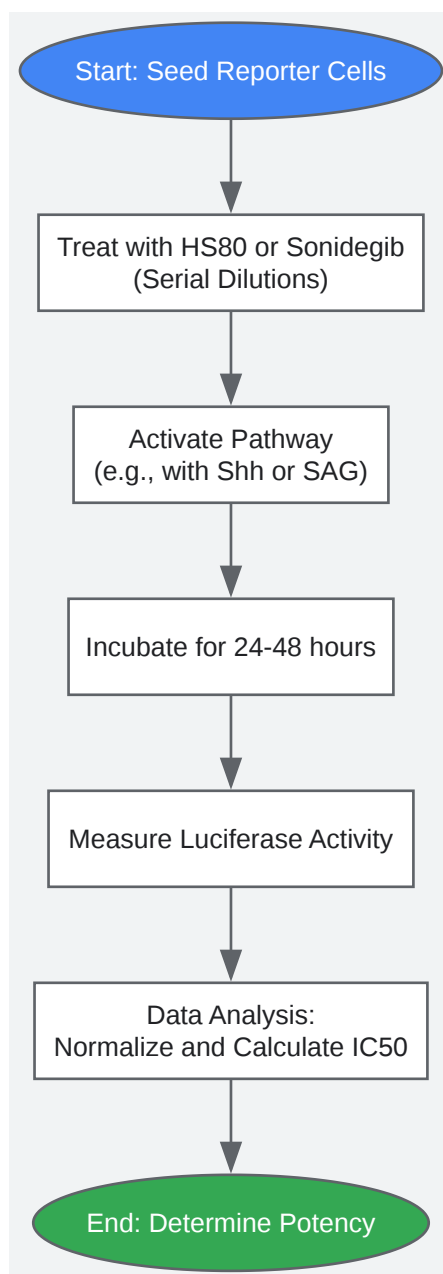 Start: Seed Reporter Cells
Treat with HS80 or Sonidegib
(Serial Dilutions)
Activate Pathway
(e.g., with Shh or SAG)
Incubate for 24-48 hours
Measure Luciferase Activity
Data Analysis:
Normalize and Calculate IC50
End: Determine Potency